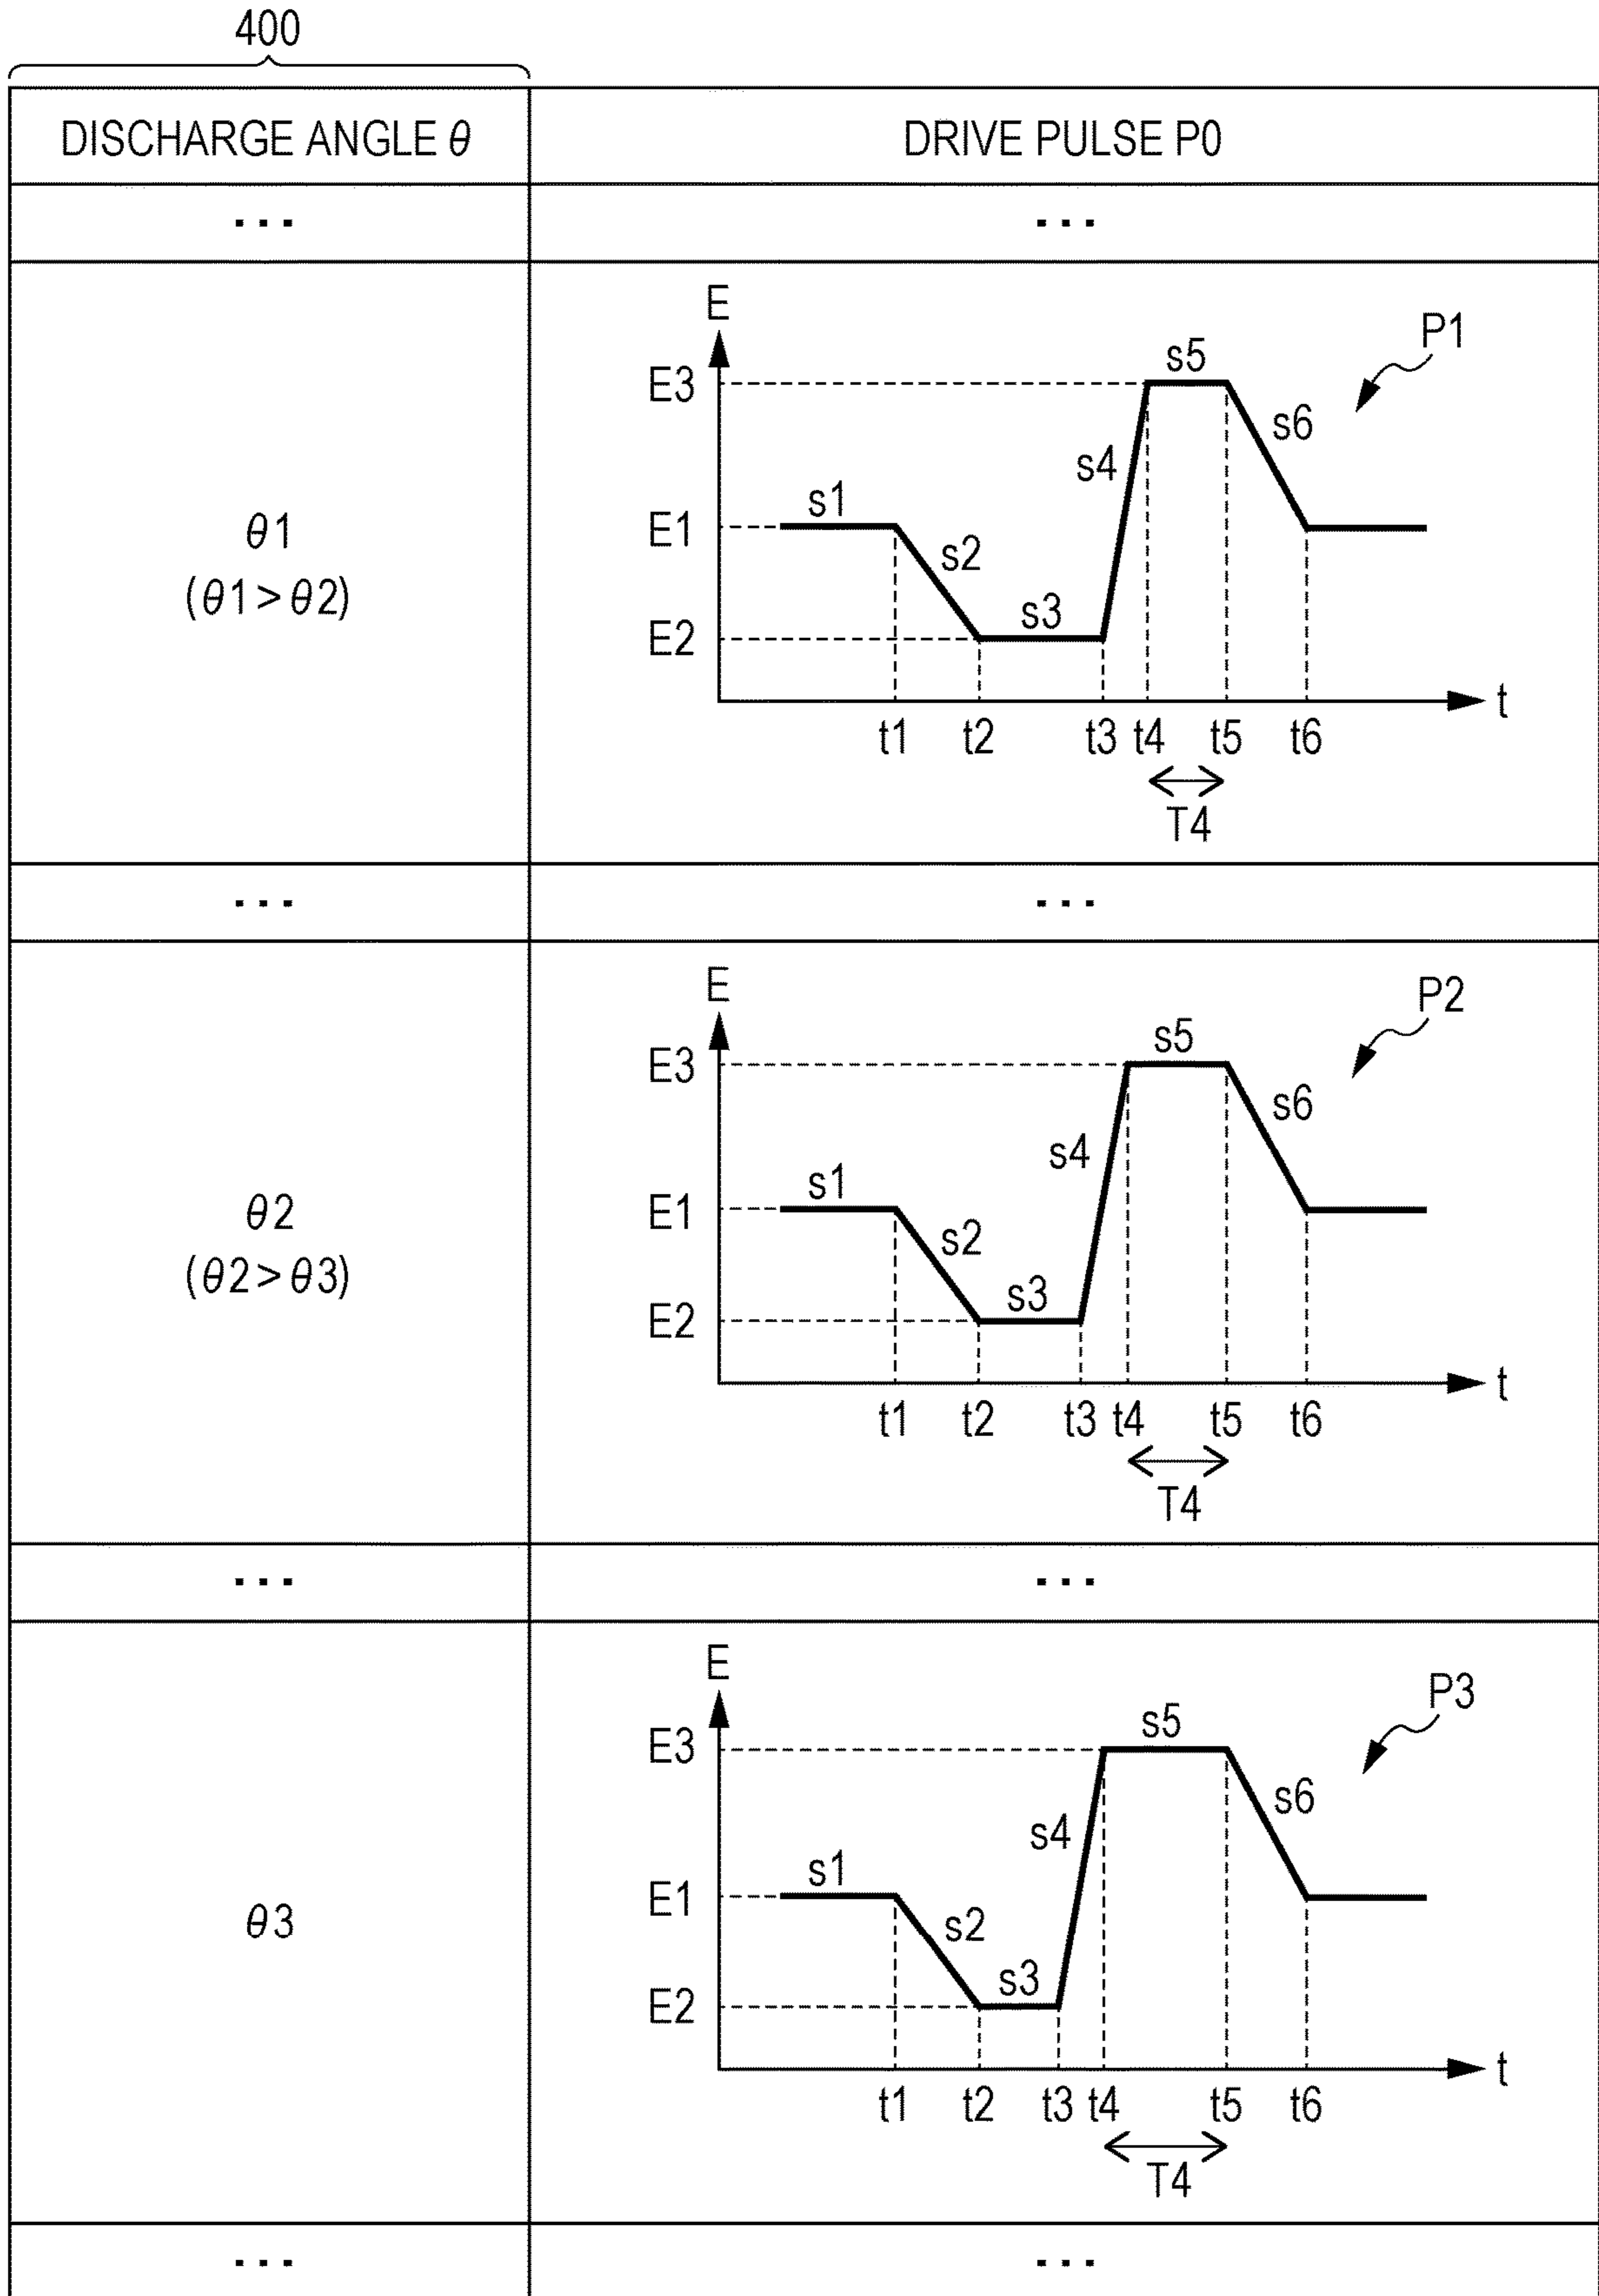 400
DISCHARGE ANGLE θ
DRIVE PULSE P0
...
...
θ1
(θ1>θ2)
E
P1
s5
E3
s6
s4
s1
E1
s2
s3
E2
t
t1 t2 t3 t4 t5 t6
T4
...
...
θ2
(θ2>θ3)
E
P2
s5
E3
s6
s4
s1
E1
s2
s3
E2
t
t1 t2 t3 t4 t5 t6
T4
...
...
θ3
E
P3
s5
E3
s6
s4
s1
E1
s2
s3
E2
t
t1 t2 t3 t4 t5 t6
T4
...
...